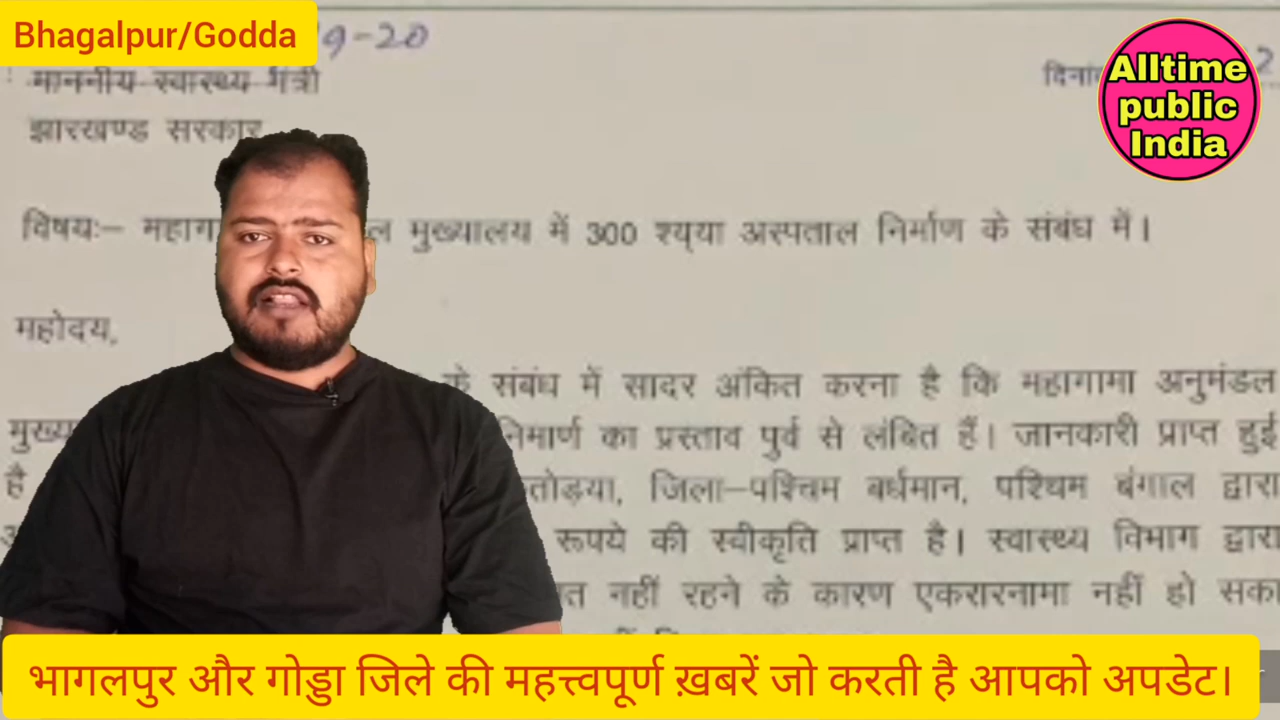 Bhagalpur/Godda
19-20
माननीय स्वास्थ्य मंत्री
झारखण्ड सरकार
Alltime
public
India
विषयः— महागा ल मुख्यालय में 300 श्य्या अस्पताल निर्माण के संबंध में।
महोदय,
के संबंध में सादर अंकित करना है कि महागामा अनुमंडल
मुख्य निमार्ण का प्रस्ताव पुर्व से लंबित हैं। जानकारी प्राप्त हुई
है तोड़या, जिला—पश्चिम बर्धमान, पश्चिम बंगाल द्वारा
रूपये की स्वीकृति प्राप्त है। स्वास्थ्य विभाग द्वारा
नहीं रहने के कारण एकरारनामा नहीं हो सका
भागलपुर और गोड्डा जिले की महत्त्वपूर्ण ख़बरें जो करती है आपको अपडेट।